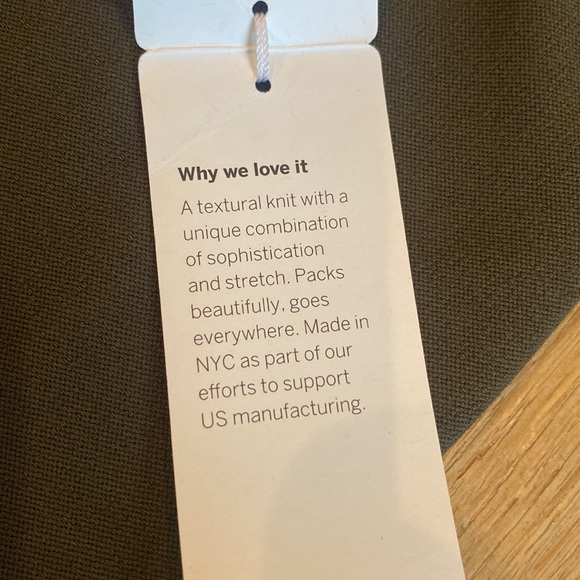 Why we love it
A textural knit with a
unique combination
of sophistication
and stretch. Packs
beautifully, goes
everywhere. Made in
NYC as part of our
efforts to support
US manufacturing.